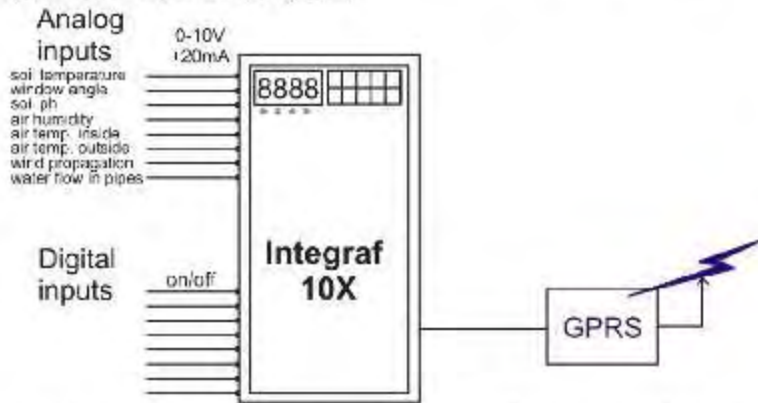 Analog
inputs
0-10V
±20mA
soil temperature
window angle
soil ph
air humidity
air temp. inside
air temp. outside
wind propagation
water flow in pipes
8888
Digital
inputs
on/off
Integraf
10X
GPRS